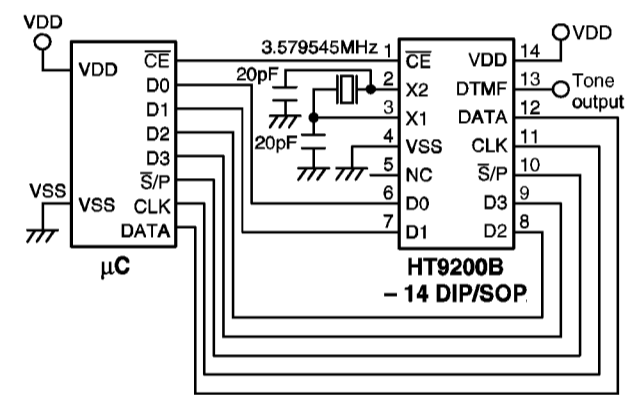 VDD
VDD
CE
D0
D1
D2
D3
S/P
CLK
DATA
VSS
VSS
μC
3.579545MHz
20pF
20pF
1
2
3
4
5
6
7
CE
X2
X1
VSS
NC
D0
D1
VDD
DTMF
DATA
CLK
S/P
D3
D2
14
13
12
11
10
9
8
VDD
Tone
output
HT9200B
– 14 DIP/SOP